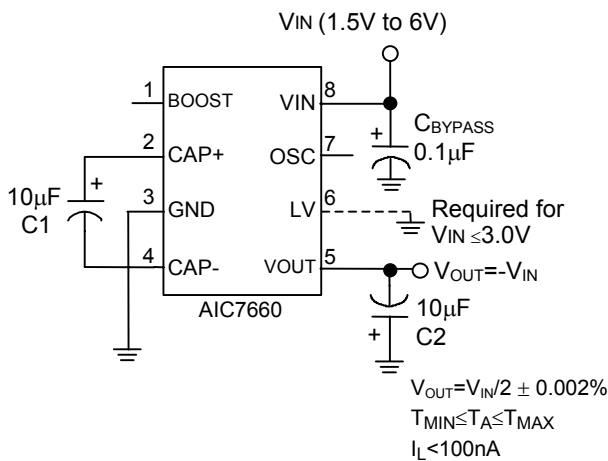 VIN (1.5V to 6V)
1 BOOST VIN 8
2 CAP+ OSC 7
3 GND LV 6
4 CAP- VOUT 5
AIC7660
+
CBYPASS
0.1µF
10µF
C1
+
Required for
VIN ≤3.0V
VOUT=-VIN
10µF
C2
+
VOUT=VIN/2 ± 0.002%
TMIN≤TA≤TMAX
IL<100nA